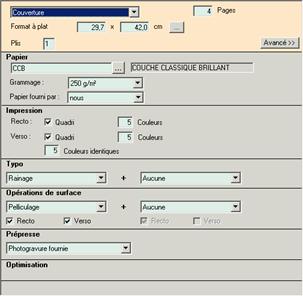 Couverture 4 Pages
Format à plat 29,7 x 42,0 cm ...
Plis 1 Avancé >>
Papier
CCB ... COUCHE CLASSIQUE BRILLANT
Grammage : 250 g/m²
Papier fourni par : nous
Impression
Recto : Quadri 5 Couleurs
Verso : Quadri 5 Couleurs
5 Couleurs identiques
Typo
Rainage + Aucune
Opérations de surface
Pelliculage + Aucune
Recto Verso Recto Verso
Prépresse
Photogravure fournie
Optimisation